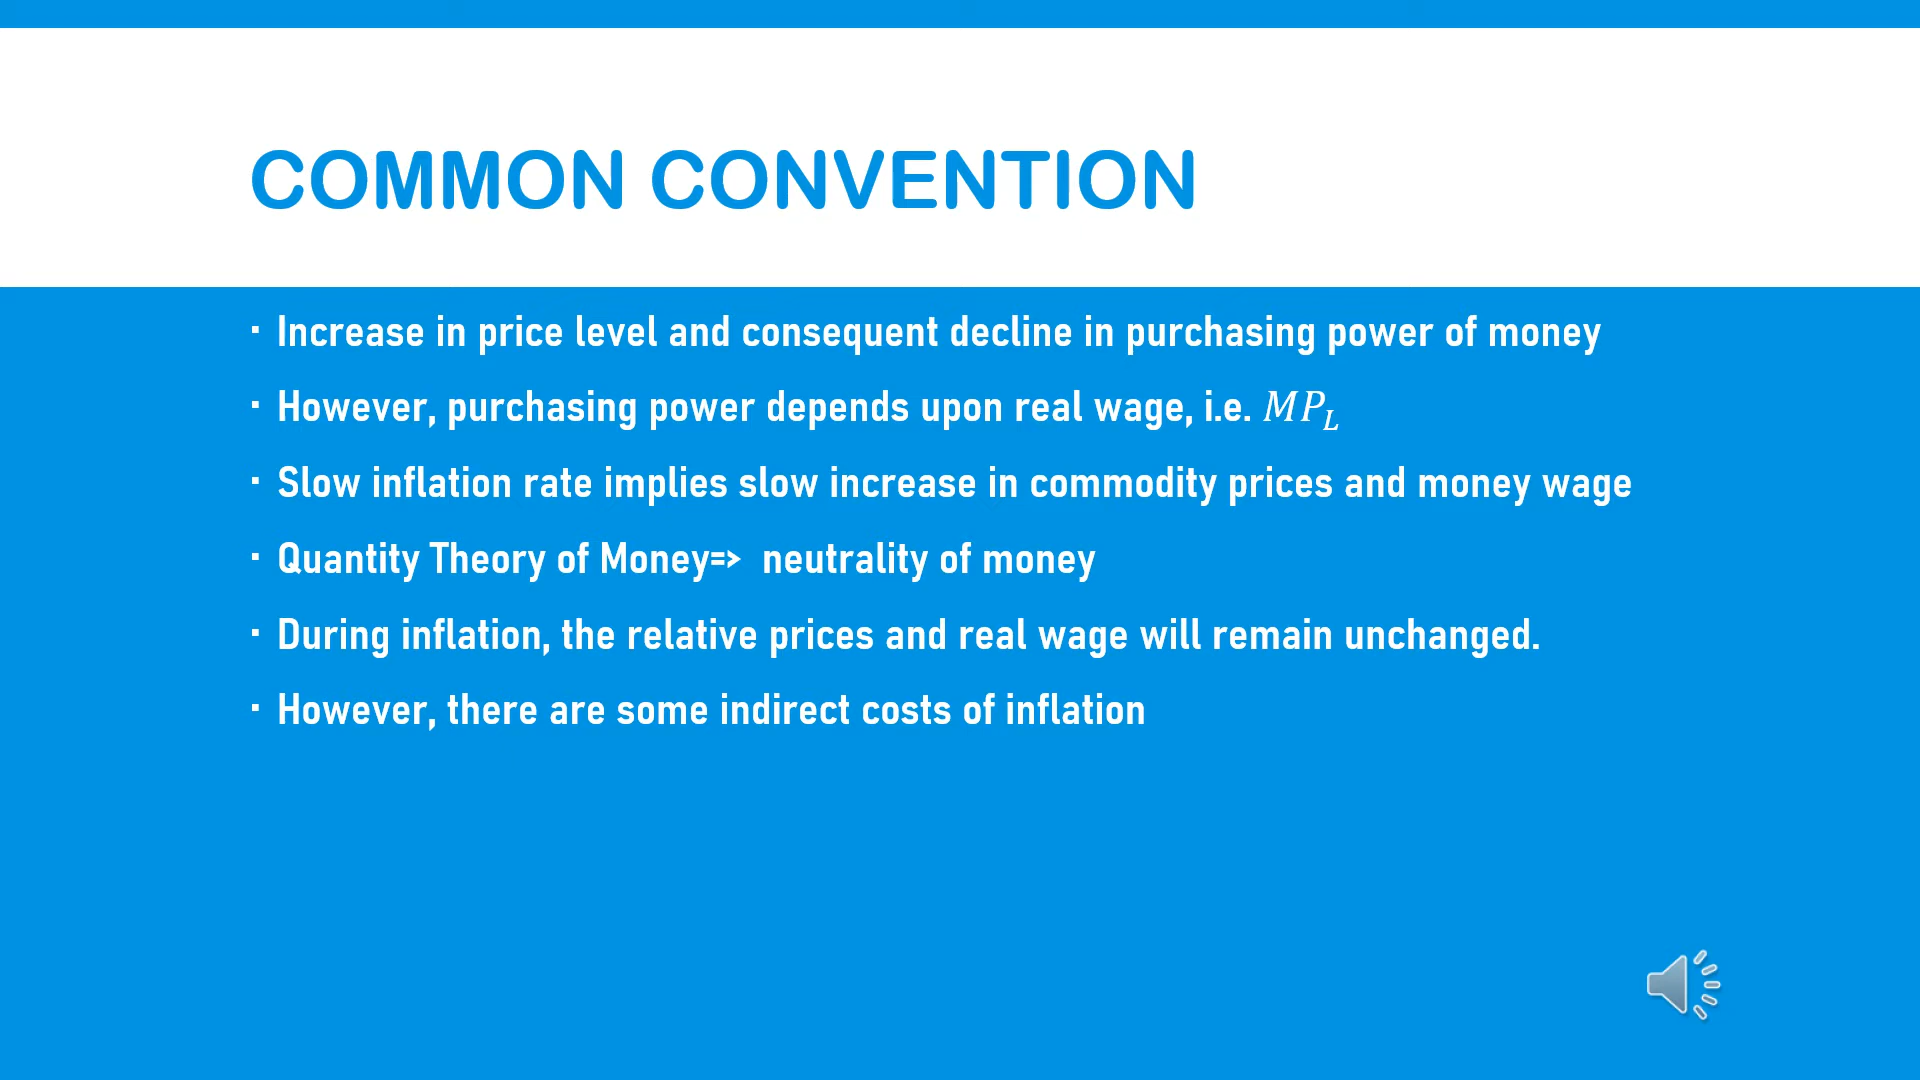 COMMON CONVENTION
▪ Increase in price level and consequent decline in purchasing power of money
▪ However, purchasing power depends upon real wage, i.e. MP_L
▪ Slow inflation rate implies slow increase in commodity prices and money wage
▪ Quantity Theory of Money=>  neutrality of money
▪ During inflation, the relative prices and real wage will remain unchanged.
▪ However, there are some indirect costs of inflation